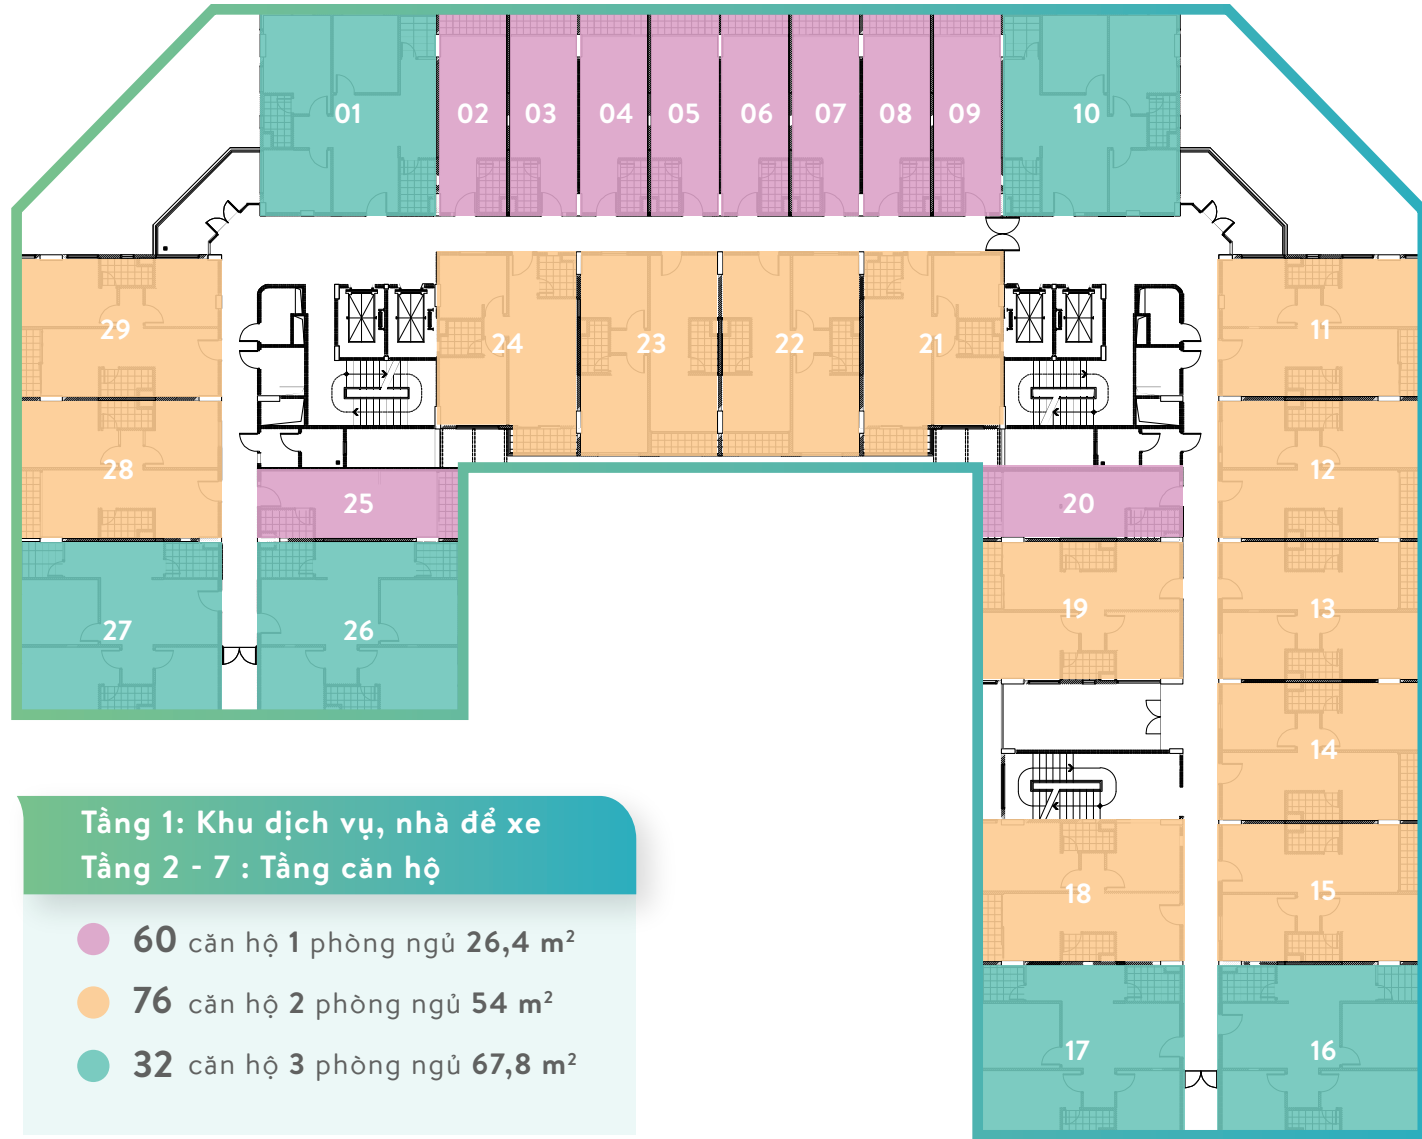 01 02 03 04 05 06 07 08 09 10
29 24 23 22 21 11
28 25 20 12
27 26 19 13
14
18 15
17 16
Tầng 1: Khu dịch vụ, nhà để xe
Tầng 2 - 7 : Tầng căn hộ
60 căn hộ 1 phòng ngủ 26,4 m²
76 căn hộ 2 phòng ngủ 54 m²
32 căn hộ 3 phòng ngủ 67,8 m²